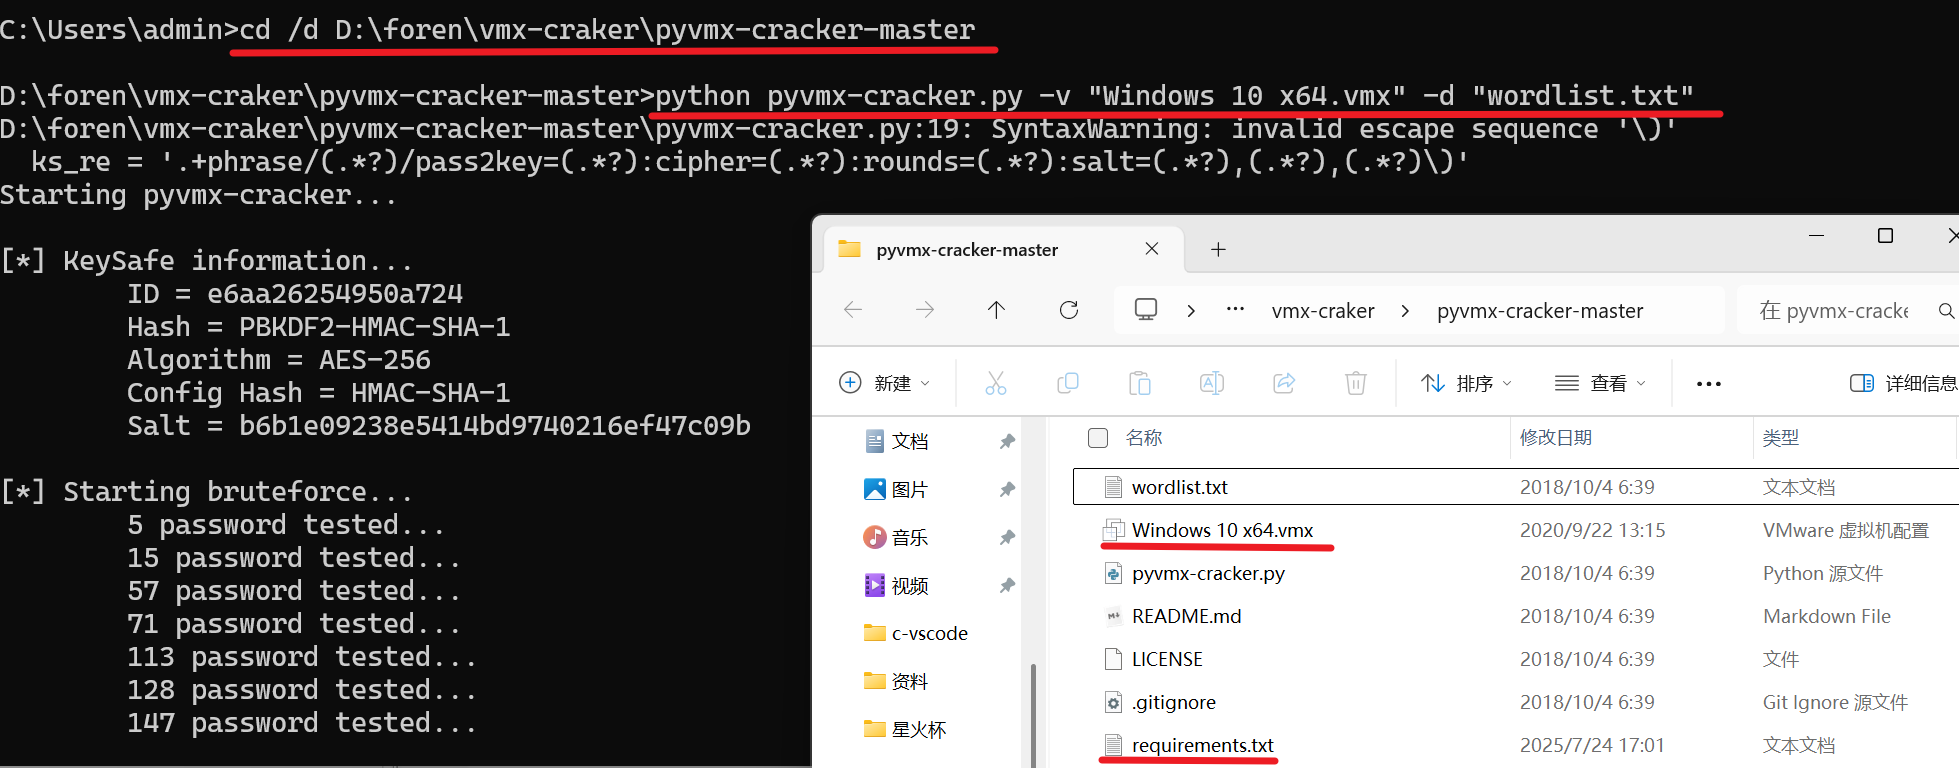 C:\Users\admin>cd /d D:\foren\vmx-craker\pyvmx-cracker-master
D:\foren\vmx-craker\pyvmx-cracker-master>python pyvmx-cracker.py -v "Windows 10 x64.vmx" -d "wordlist.txt"
D:\foren\vmx-craker\pyvmx-cracker-master\pyvmx-cracker.py:19: SyntaxWarning: invalid escape sequence '\)'
  ks_re = '.+phrase/(.*?)/pass2key=(.*?):cipher=(.*?):rounds=(.*?):salt=(.*?),(.*?),(.*?)\)'
Starting pyvmx-cracker...
[*] KeySafe information...
ID = e6aa26254950a724
Hash = PBKDF2-HMAC-SHA-1
Algorithm = AES-256
Config Hash = HMAC-SHA-1
Salt = b6b1e09238e5414bd9740216ef47c09b
[*] Starting bruteforce...
5 password tested...
15 password tested...
57 password tested...
71 password tested...
113 password tested...
128 password tested...
147 password tested...
pyvmx-cracker-master
vmx-craker > pyvmx-cracker-master
在 pyvmx-cracke
新建
排序
查看
详细信息
文档
图片
音乐
视频
c-vscode
资料
星火杯
名称 修改日期 类型
wordlist.txt 2018/10/4 6:39 文本文档
Windows 10 x64.vmx 2020/9/22 13:15 VMware 虚拟机配置
pyvmx-cracker.py 2018/10/4 6:39 Python 源文件
README.md 2018/10/4 6:39 Markdown File
LICENSE 2018/10/4 6:39 文件
.gitignore 2018/10/4 6:39 Git Ignore 源文件
requirements.txt 2025/7/24 17:01 文本文档